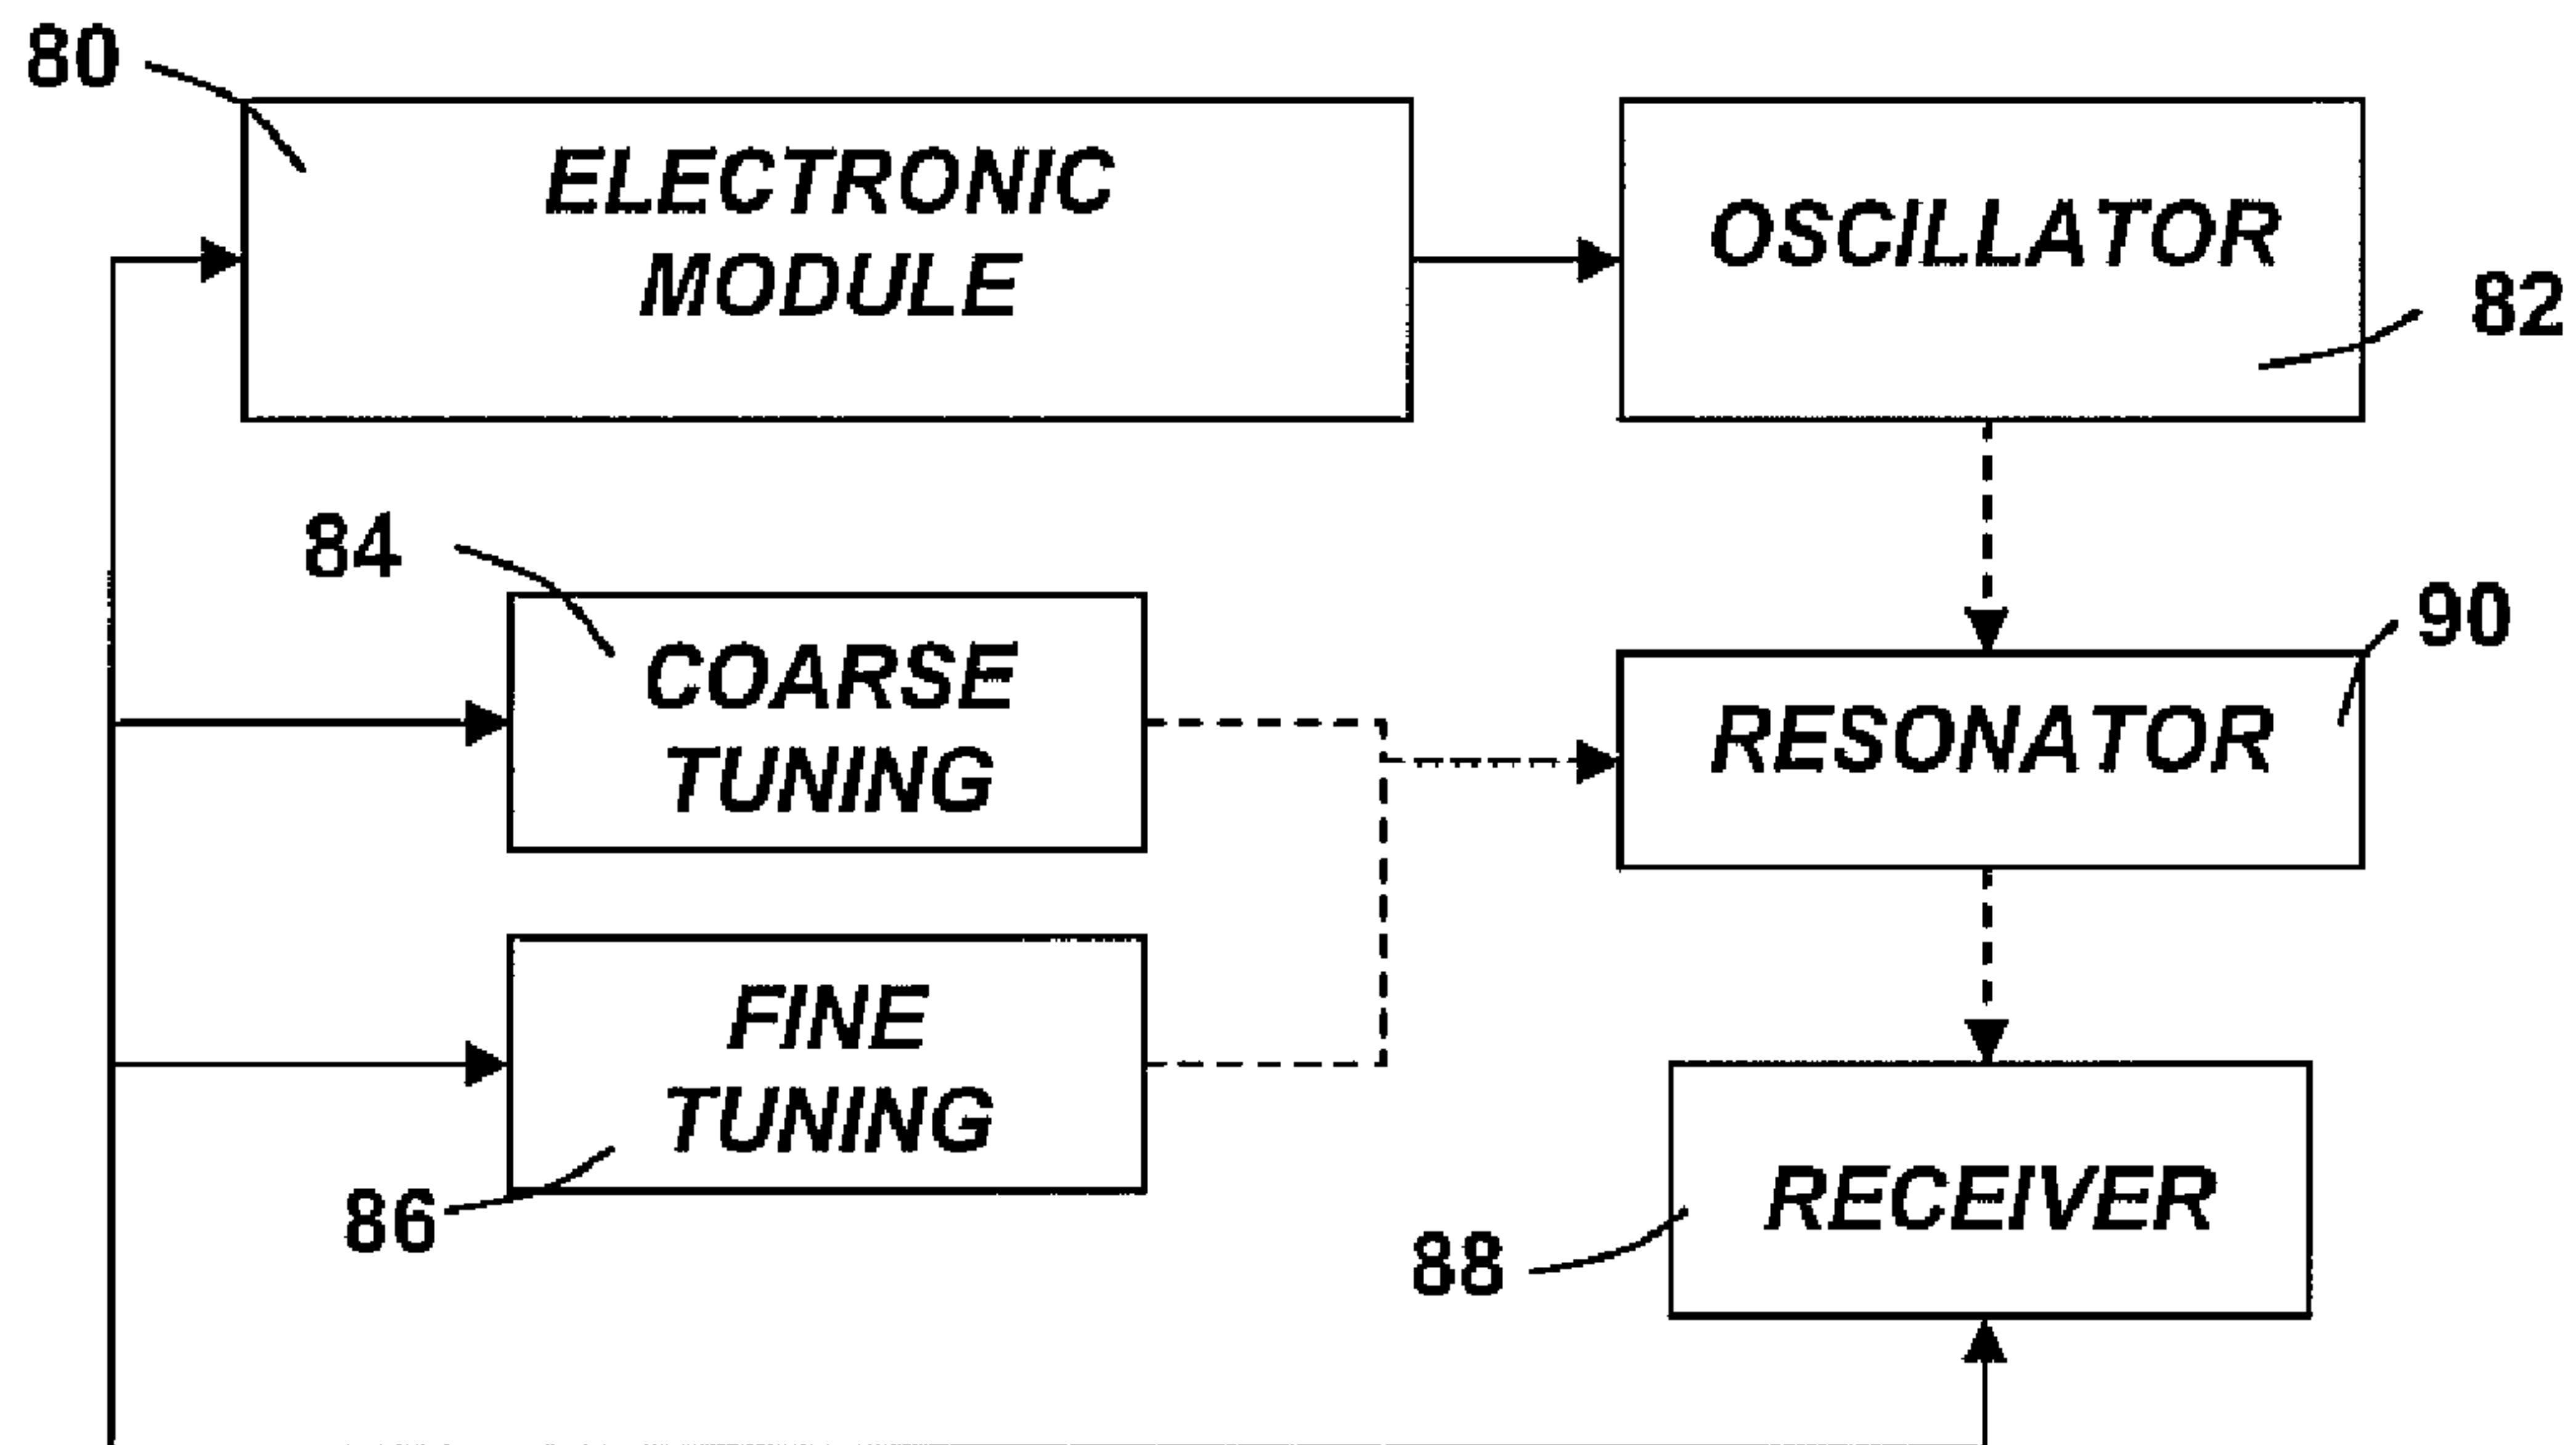 80
ELECTRONIC
MODULE
OSCILLATOR
82
84
COARSE
TUNING
90
RESONATOR
FINE
TUNING
86
RECEIVER
88